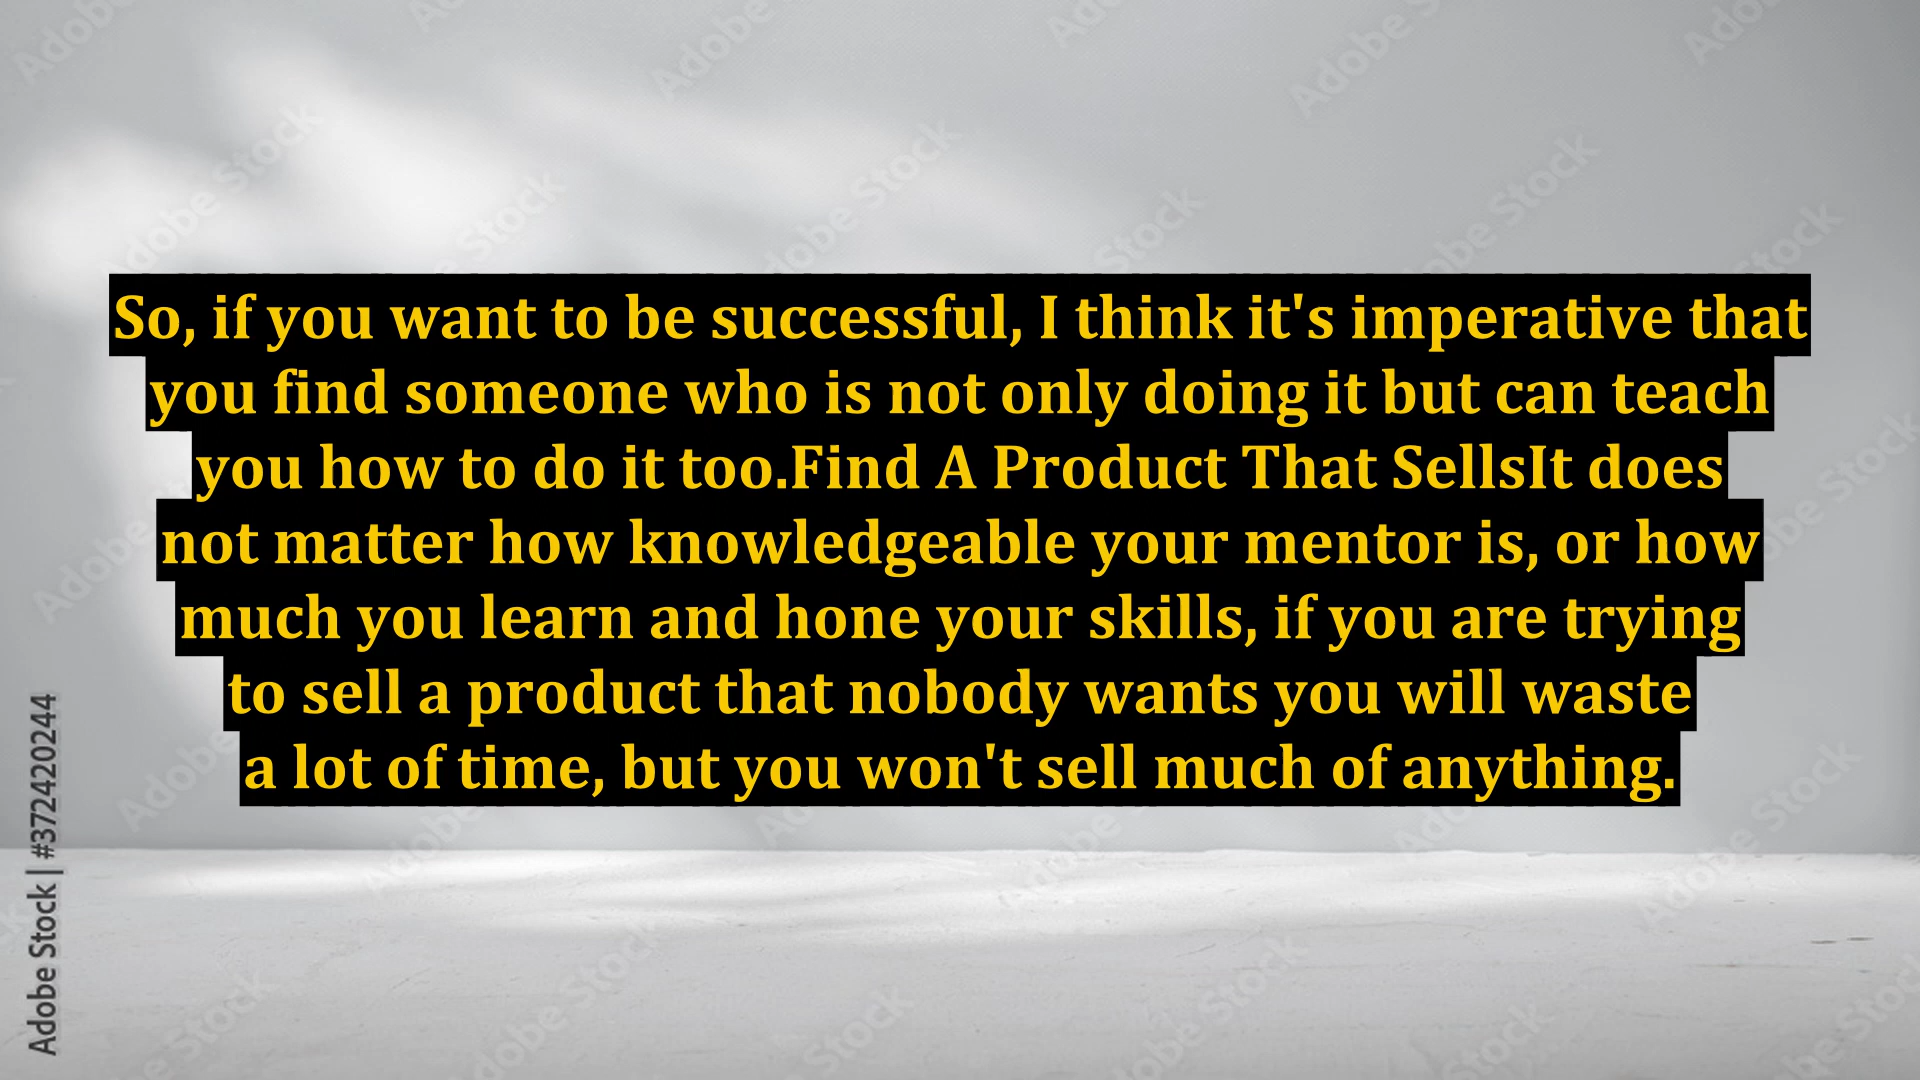 So, if you want to be successful, I think it's imperative that
you find someone who is not only doing it but can teach
you how to do it too.Find A Product That SellsIt does
not matter how knowledgeable your mentor is, or how
much you learn and hone your skills, if you are trying
to sell a product that nobody wants you will waste
a lot of time, but you won't sell much of anything.
Adobe Stock | #372420244